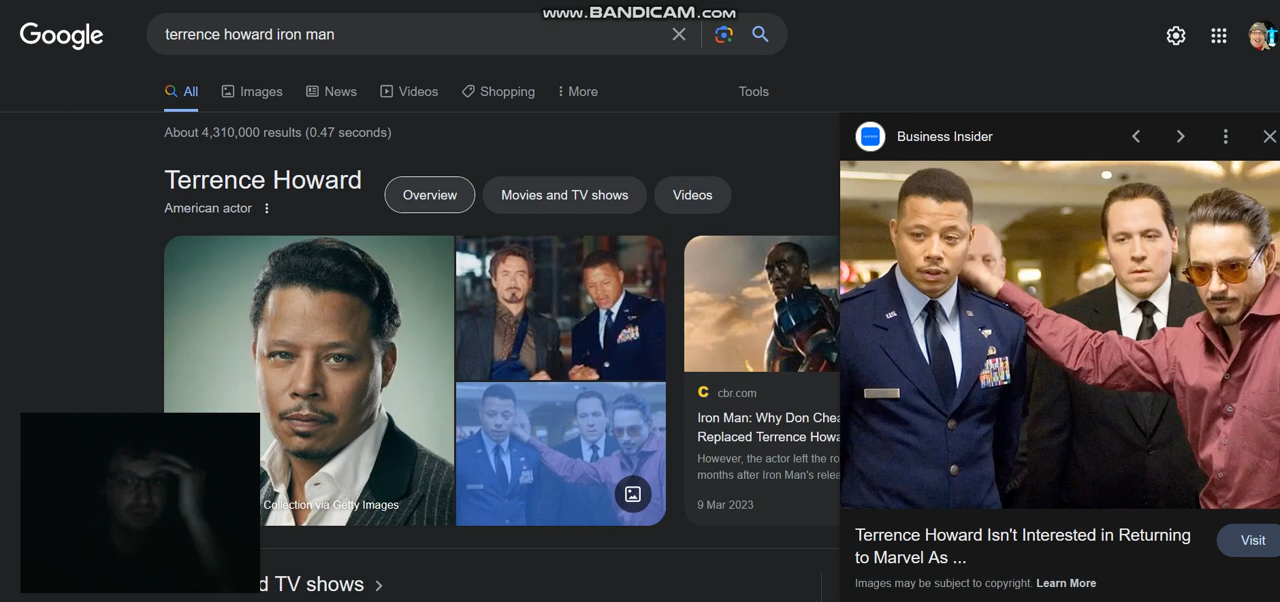 www.BANDICAM.com
Google
terrence howard iron man
All
Images
News
Videos
Shopping
More
Tools
About 4,310,000 results (0.47 seconds)
Terrence Howard
American actor
Overview
Movies and TV shows
Videos
Collection via Getty Images
cbr.com
Iron Man: Why Don Chea
Replaced Terrence Howa
However, the actor left the ro
months after Iron Man's relea
9 Mar 2023
d TV shows
Business Insider
Terrence Howard Isn't Interested in Returning
to Marvel As ...
Visit
Images may be subject to copyright. Learn More